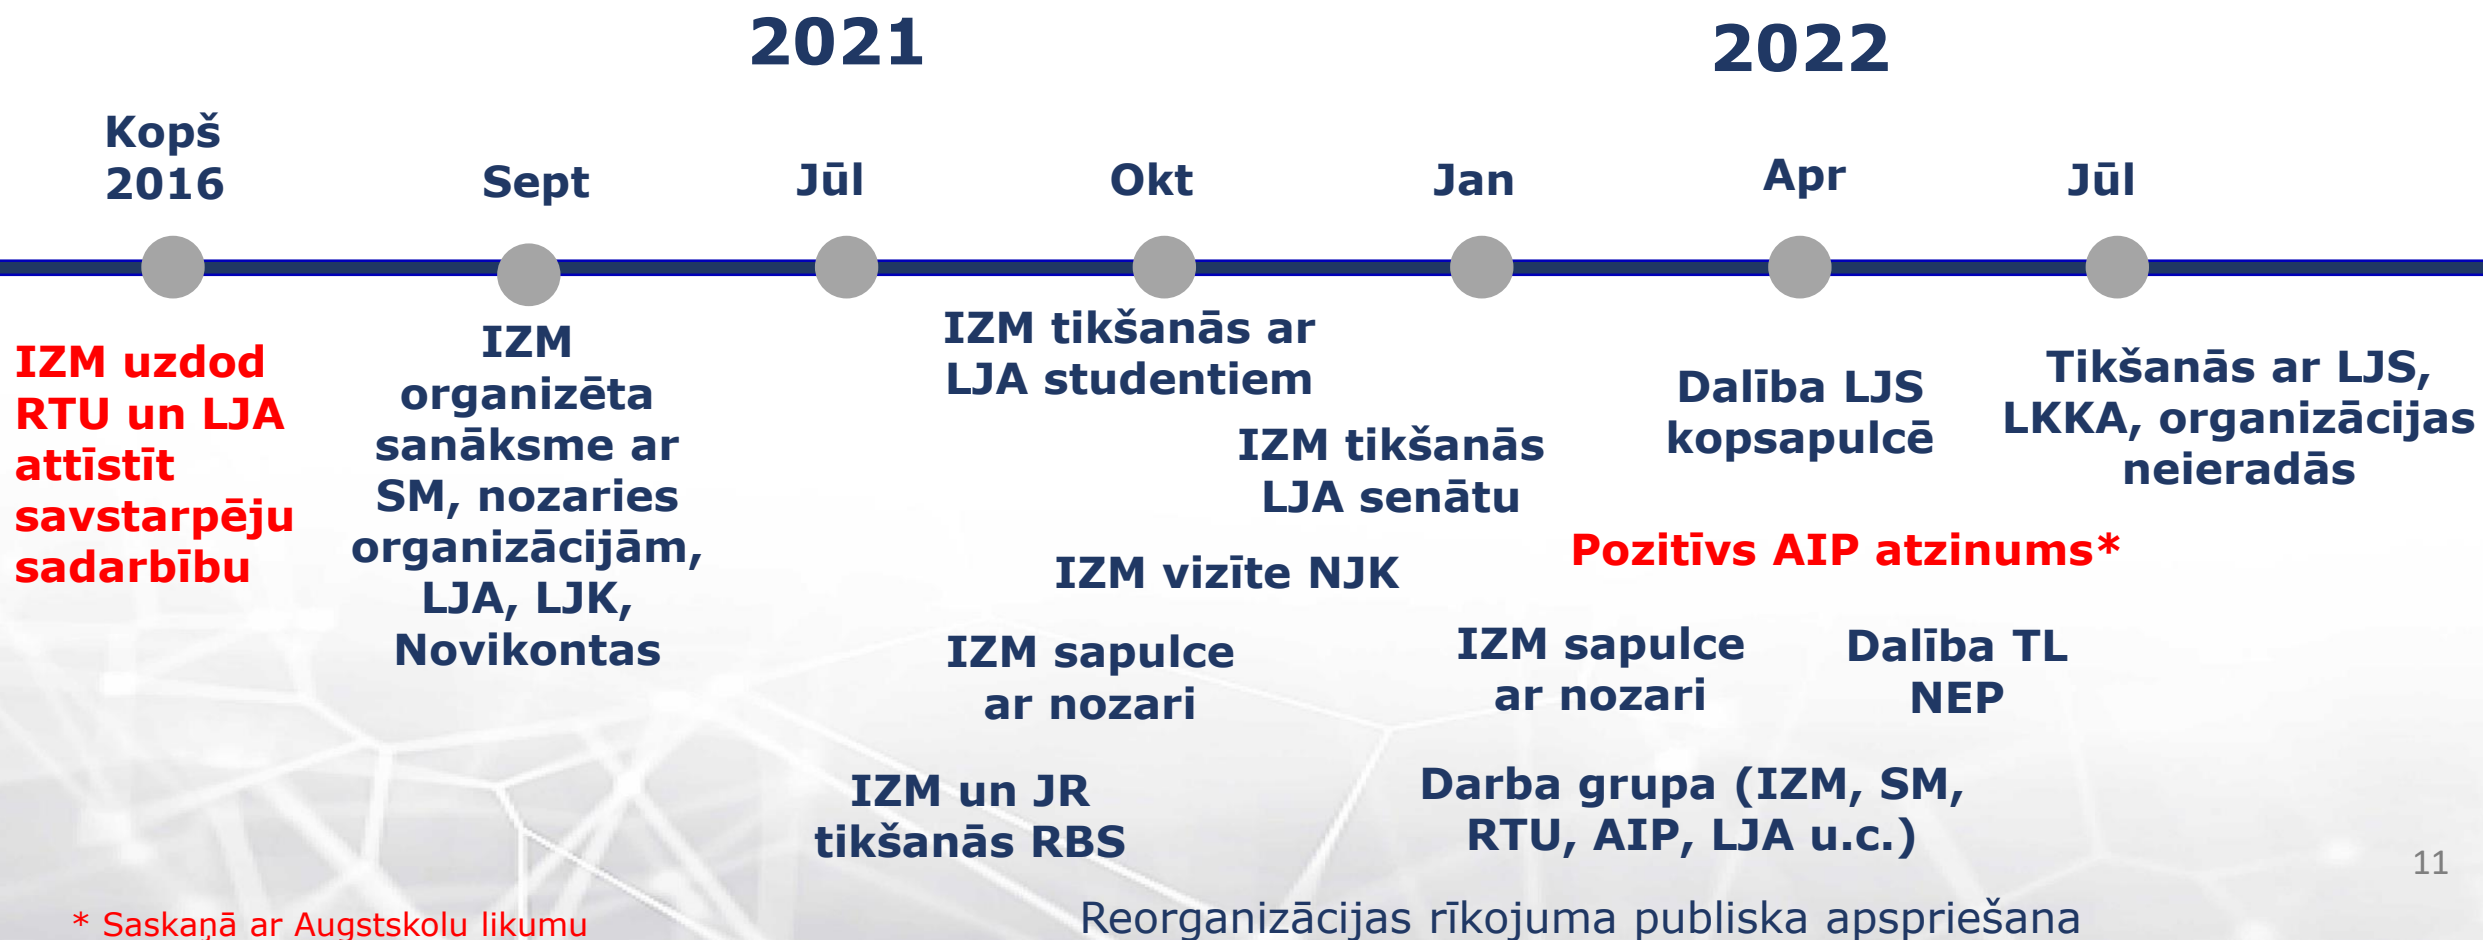 2021
2022
Kopš
2016
Sept
Jūl
Okt
Jan
Apr
Jūl
IZM uzdod
RTU un LJA
attīstīt
savstarpēju
sadarbību
IZM
organizēta
sanāksme ar
SM, nozaries
organizācijām,
LJA, LJK,
Novikontas
IZM tikšanās ar
LJA studentiem
IZM tikšanās
LJA senātu
IZM vizīte NJK
IZM sapulce
ar nozari
IZM un JR
tikšanās RBS
Dalība LJS
kopsapulcē
Tikšanās ar LJS,
LKKA, organizācijas
neieradās
Pozitīvs AIP atzinums*
IZM sapulce
ar nozari
Dalība TL
NEP
Darba grupa (IZM, SM,
RTU, AIP, LJA u.c.)
11
* Saskaņā ar Augstskolu likumu
Reorganizācijas rīkojuma publiska apspriešana